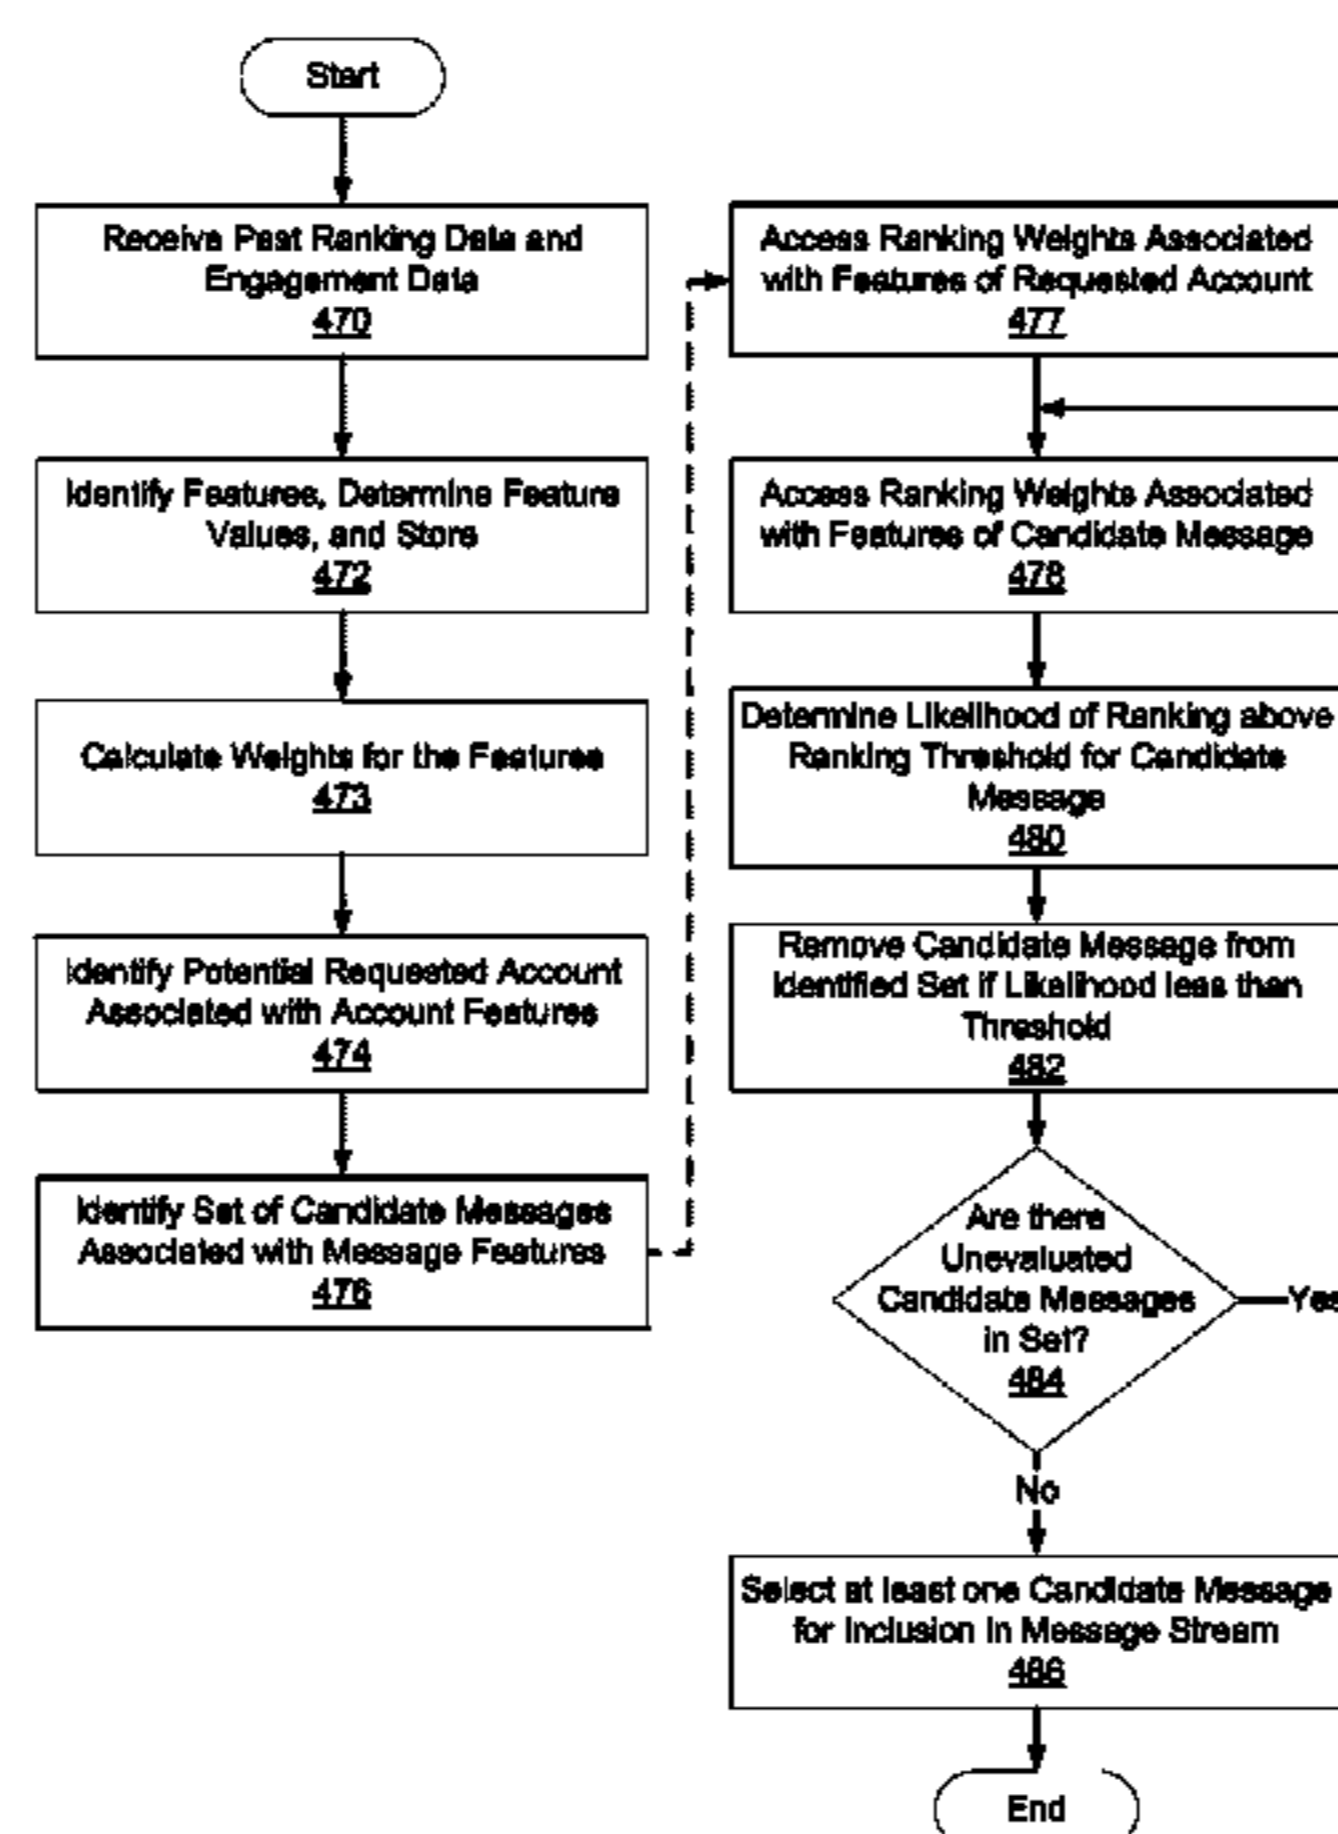 Start
Receive Past Ranking Data and
Engagement Data
470
Identify Features, Determine Feature
Values, and Store
472
Calculate Weights for the Features
473
Identify Potential Requested Account
Associated with Account Features
474
Identify Set of Candidate Messages
Associated with Message Features
476
Access Ranking Weights Associated
with Features of Requested Account
477
Access Ranking Weights Associated
with Features of Candidate Message
478
Determine Likelihood of Ranking above
Ranking Threshold for Candidate
Message
480
Remove Candidate Message from
Identified Set if Likelihood less than
Threshold
482
Are there
Unevaluated
Candidate Messages
in Set?
484
Yes
No
Select at least one Candidate Message
for Inclusion in Message Stream
486
End